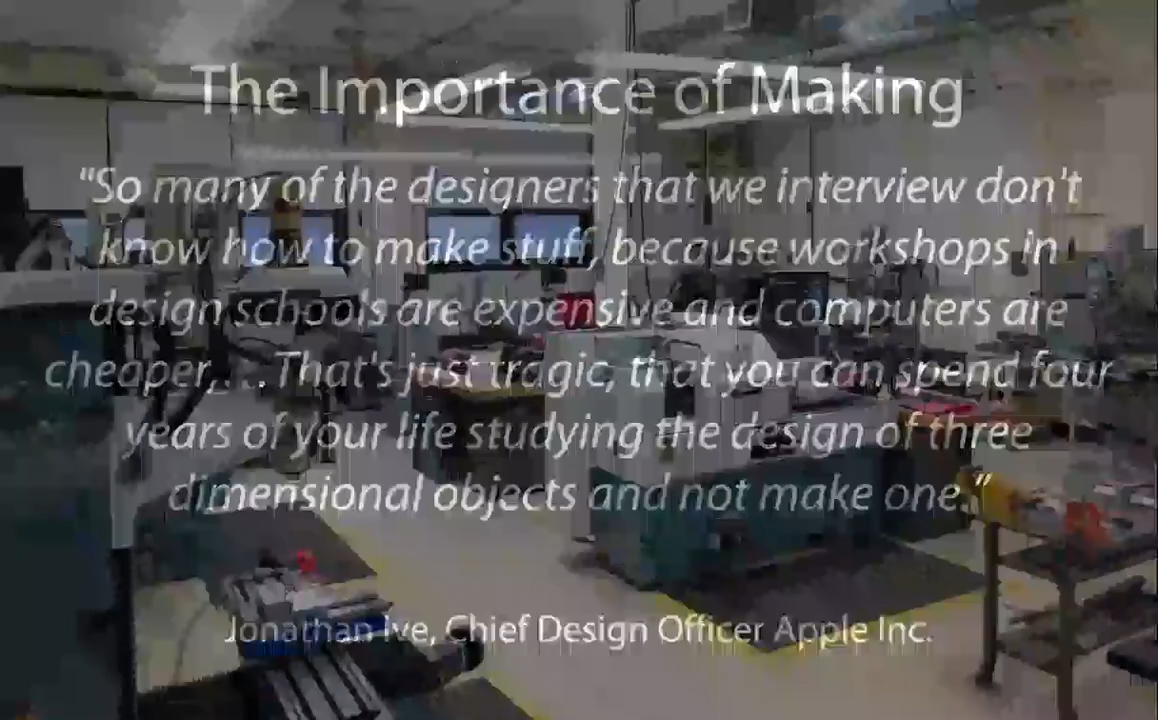 The Importance of Making
"So many of the designers that we interview don't
know how to make stuff, because workshops in
design schools are expensive and computers are
cheaper, . . . That's just tragic, that you can spend four
years of your life studying the design of three
dimensional objects and not make one."
Jonathan Ive, Chief Design Officer Apple Inc.